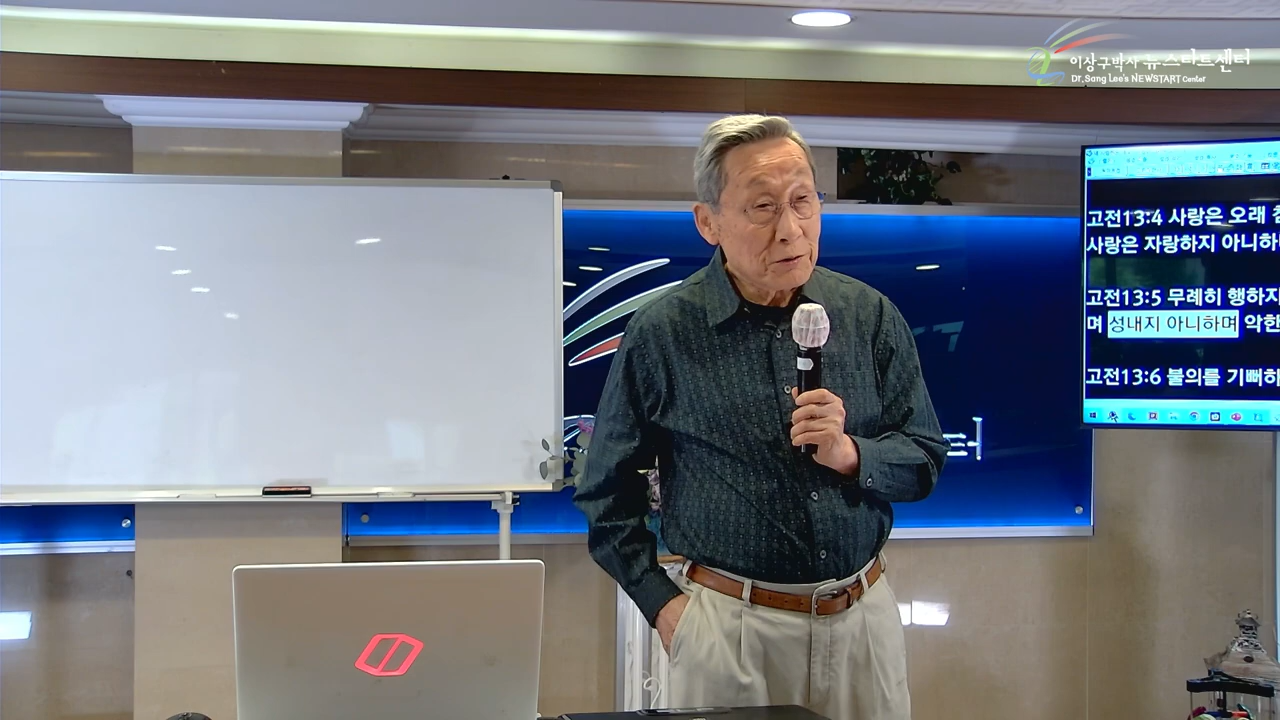 이상구박사 뉴스타트센터
Dr. Sang Lee's NEWSTART Center
고전13:4 사랑은 오래
사랑은 자랑하지 아니하
고전13:5 무례히 행하지
며 성내지 아니하며 악한
고전13:6 불의를 기뻐하
트